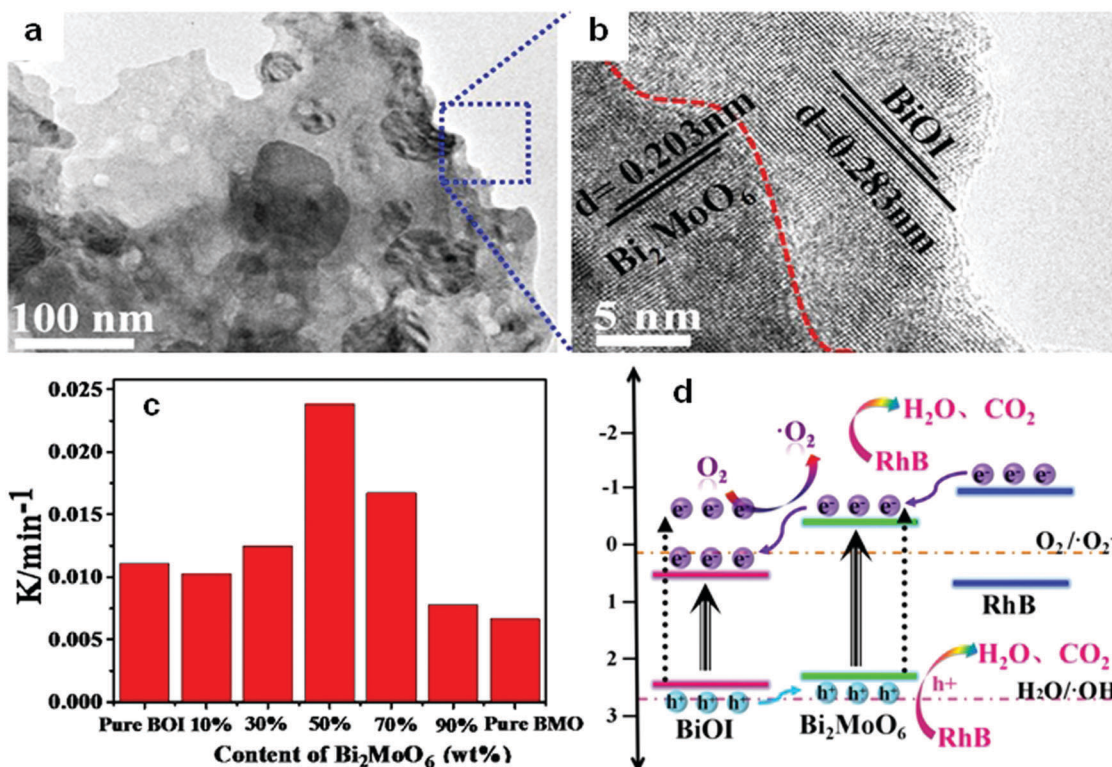 a
100 nm
b
d= 0.203nm
Bi₂MoO₆
BiOI
d=0.283nm
5 nm
c
K/min⁻¹
0.025
0.020
0.015
0.010
0.005
0.000
Pure BOI 10% 30% 50% 70% 90% Pure BMO
Content of Bi₂MoO₆ (wt%)
d
-2
-1
0
1
2
3
H₂O、CO₂
RhB
·O₂
O₂
e⁻ e⁻ e⁻
e⁻ e⁻ e⁻
e⁻ e⁻ e⁻
e⁻ e⁻ e⁻
O₂/·O₂⁻
RhB
H₂O、CO₂
h⁺
H₂O/·OH
h⁺ h⁺ h⁺
h⁺ h⁺ h⁺
BiOI
Bi₂MoO₆
RhB